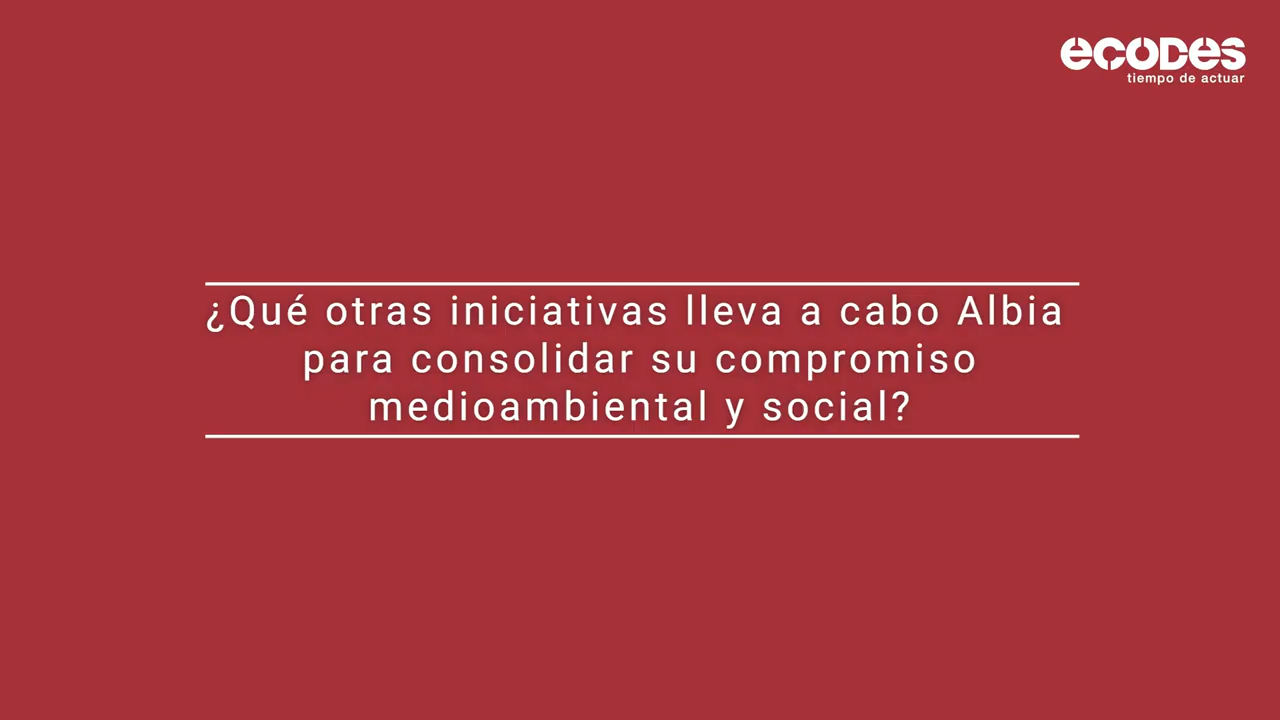 ecodes
tiempo de actuar
¿Qué otras iniciativas lleva a cabo Albia
para consolidar su compromiso
medioambiental y social?